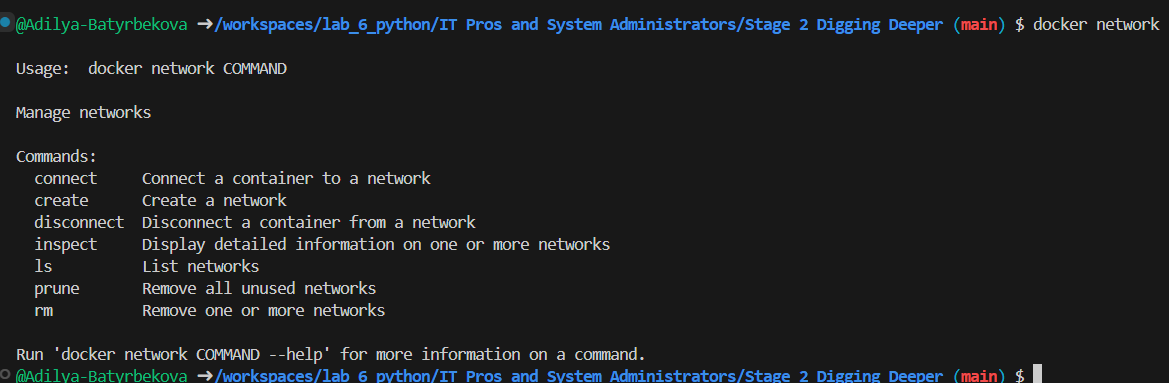 @Adilya-Batyrbekova ➜/workspaces/lab_6_python/IT Pros and System Administrators/Stage 2 Digging Deeper (main) $ docker network
Usage:  docker network COMMAND
Manage networks
Commands:
connect     Connect a container to a network
create      Create a network
disconnect  Disconnect a container from a network
inspect     Display detailed information on one or more networks
ls          List networks
prune       Remove all unused networks
rm          Remove one or more networks
Run 'docker network COMMAND --help' for more information on a command.
@Adilya-Batyrbekova ➜/workspaces/lab_6_python/IT Pros and System Administrators/Stage 2 Digging Deeper (main) $